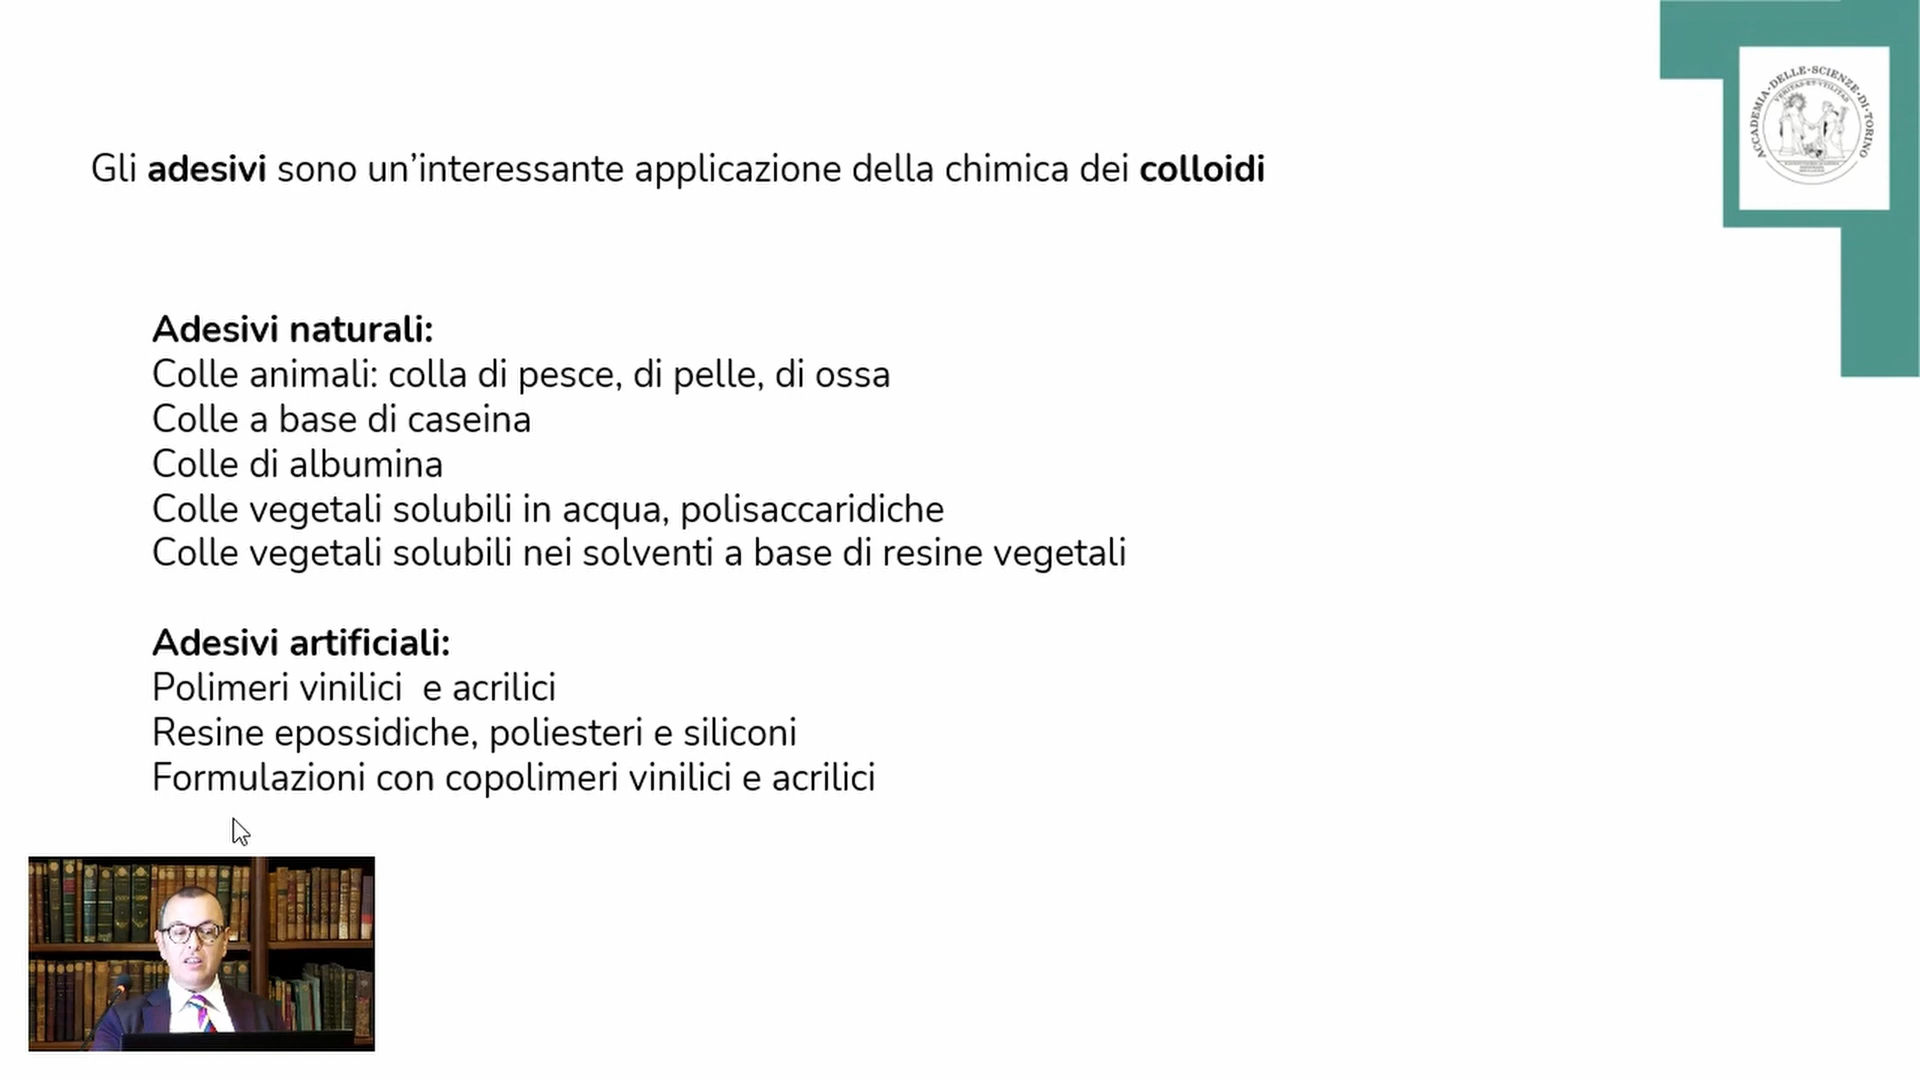 Gli adesivi sono un’interessante applicazione della chimica dei colloidi
ACCADEMIA·DELLE·SCIENZE·DI·TORINO
VERITAS·ET·VTILITAS
Adesivi naturali:
Colle animali: colla di pesce, di pelle, di ossa
Colle a base di caseina
Colle di albumina
Colle vegetali solubili in acqua, polisaccaridiche
Colle vegetali solubili nei solventi a base di resine vegetali
Adesivi artificiali:
Polimeri vinilici  e acrilici
Resine epossidiche, poliesteri e siliconi
Formulazioni con copolimeri vinilici e acrilici